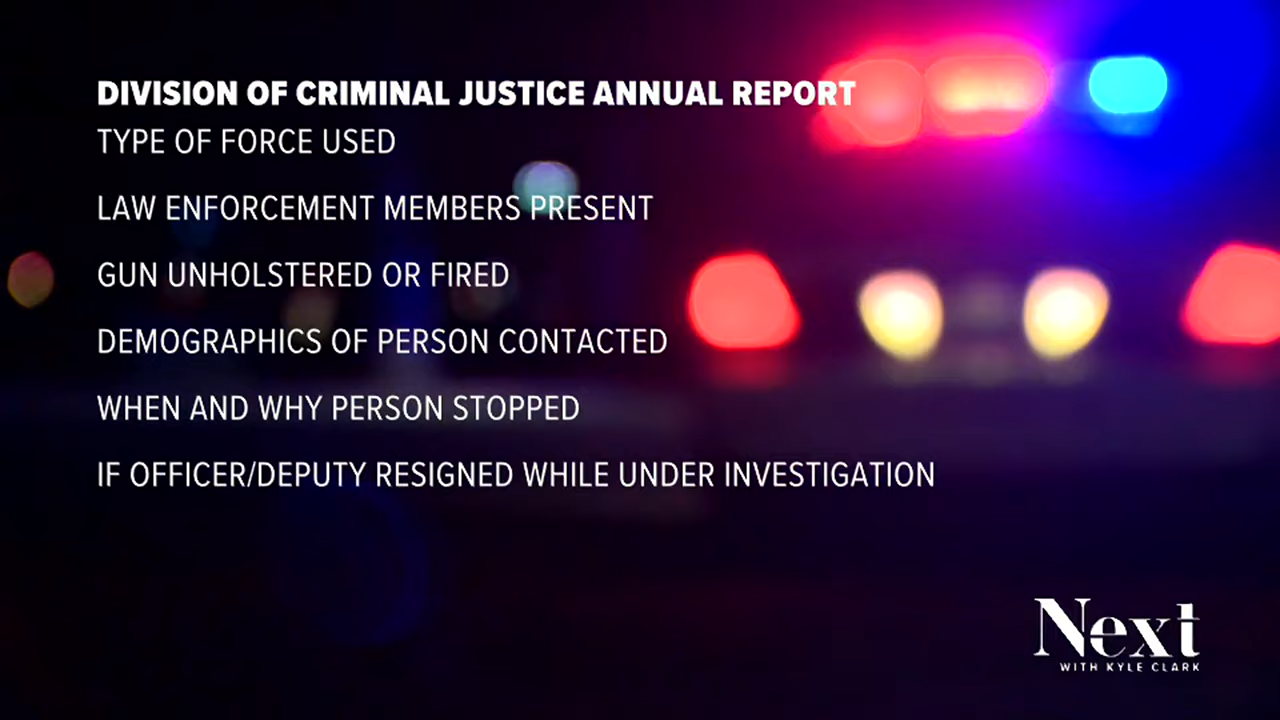 DIVISION OF CRIMINAL JUSTICE ANNUAL REPORT
TYPE OF FORCE USED
LAW ENFORCEMENT MEMBERS PRESENT
GUN UNHOLSTERED OR FIRED
DEMOGRAPHICS OF PERSON CONTACTED
WHEN AND WHY PERSON STOPPED
IF OFFICER/DEPUTY RESIGNED WHILE UNDER INVESTIGATION
Next
WITH KYLE CLARK